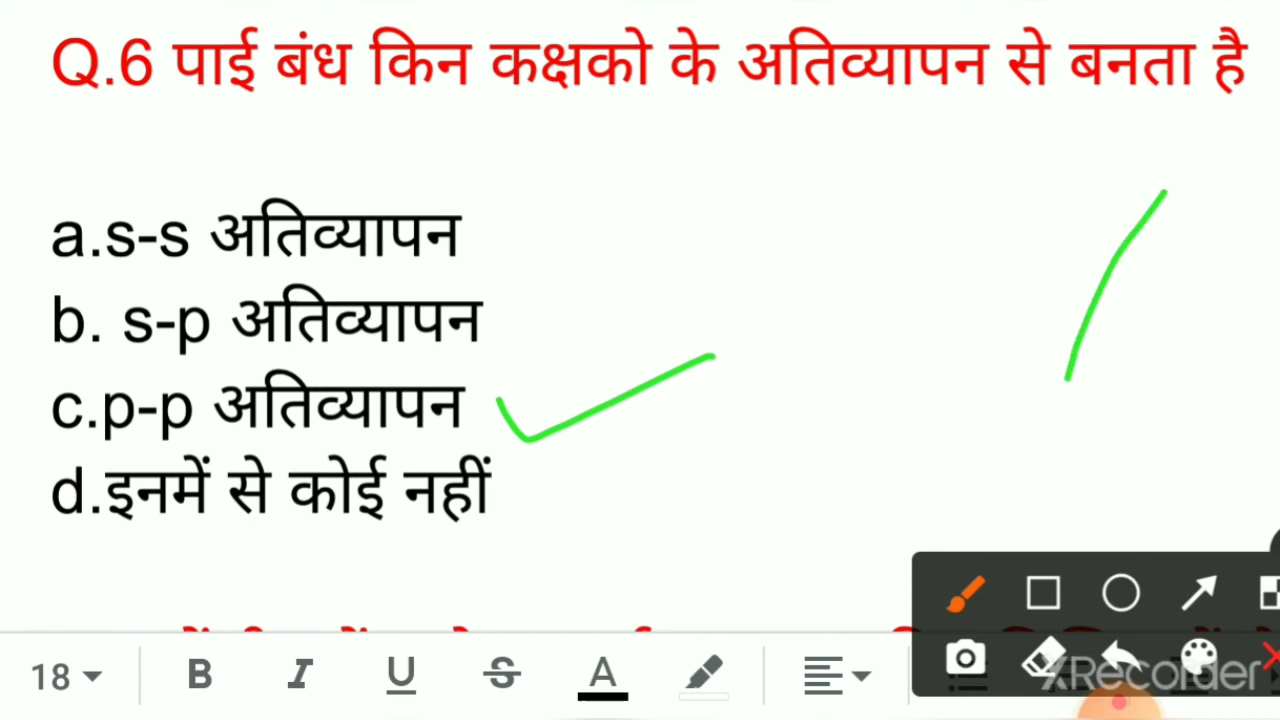 Q.6 पाई बंध किन कक्षको के अतिव्यापन से बनता है
a.s-s अतिव्यापन
b. s-p अतिव्यापन
c.p-p अतिव्यापन
d.इनमें से कोई नहीं
18 B I U S A
XRecorder